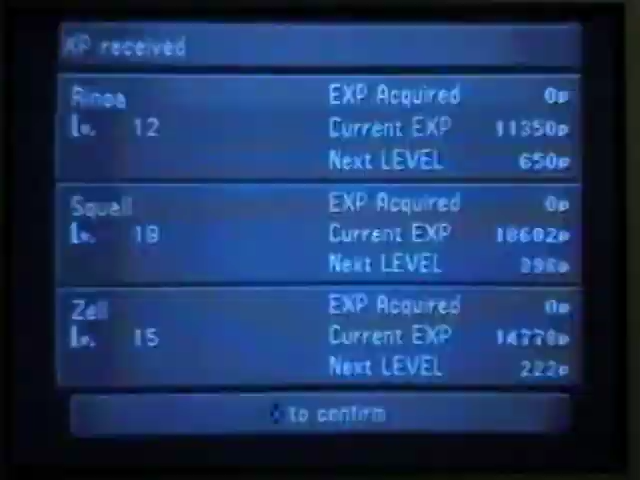 XP received
Rinoa
EXP Acquired 0P
Lv. 12
Current EXP 11350P
Next LEVEL 650P
Squall
EXP Acquired 0P
Lv. 19
Current EXP 18602P
Next LEVEL 398P
Zell
EXP Acquired 0P
Lv. 15
Current EXP 14778P
Next LEVEL 222P
to confirm